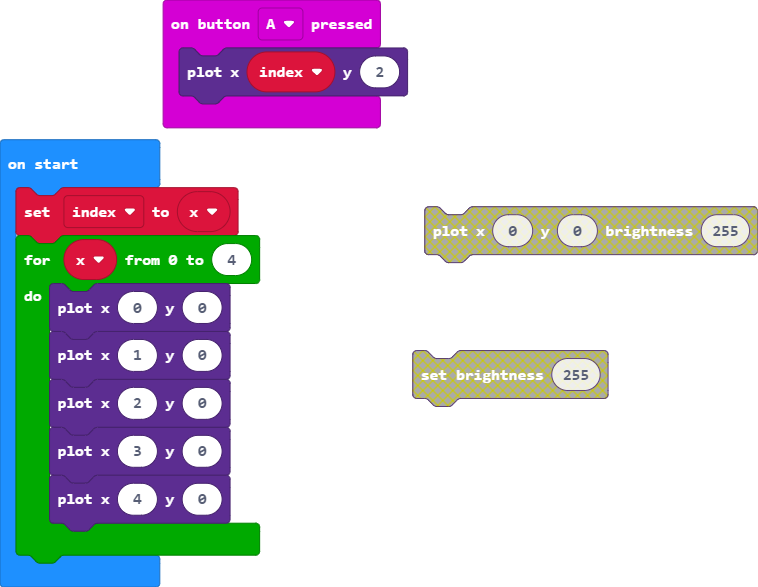 on button A pressed
plot x index y 2
on start
set index to x
for x from 0 to 4
do
plot x 0 y 0
plot x 1 y 0
plot x 2 y 0
plot x 3 y 0
plot x 4 y 0
plot x 0 y 0 brightness 255
set brightness 255